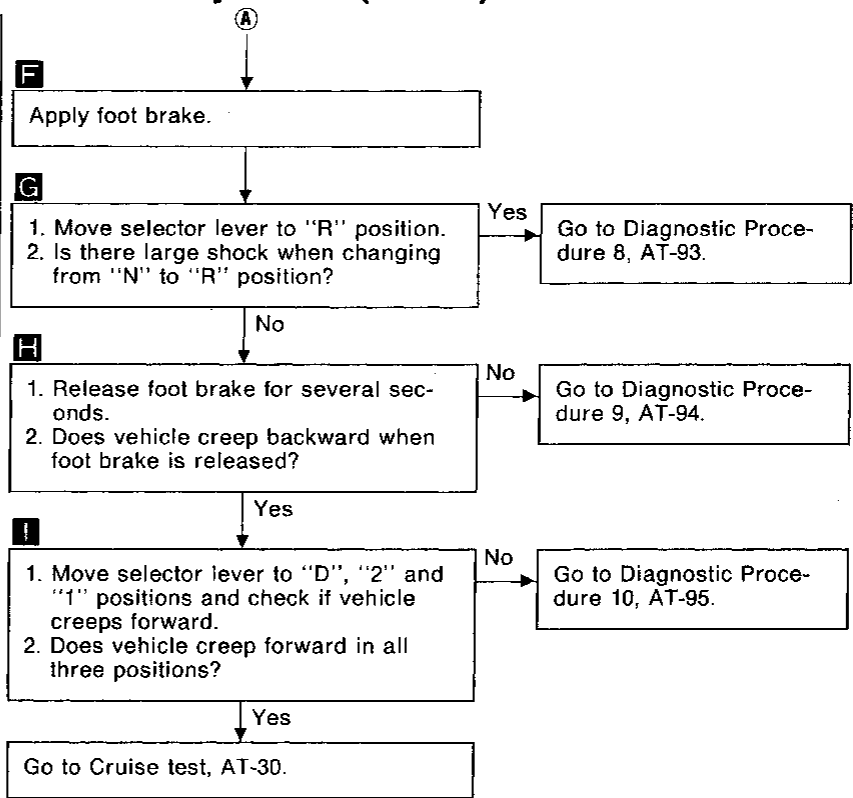 A
F
Apply foot brake.
G
1. Move selector lever to "R" position.
2. Is there large shock when changing
from "N" to "R" position?
Yes
Go to Diagnostic Proce-
dure 8, AT-93.
No
H
1. Release foot brake for several sec-
onds.
2. Does vehicle creep backward when
foot brake is released?
No
Go to Diagnostic Proce-
dure 9, AT-94.
Yes
I
1. Move selector lever to "D", "2" and
"1" positions and check if vehicle
creeps forward.
2. Does vehicle creep forward in all
three positions?
No
Go to Diagnostic Proce-
dure 10, AT-95.
Yes
Go to Cruise test, AT-30.